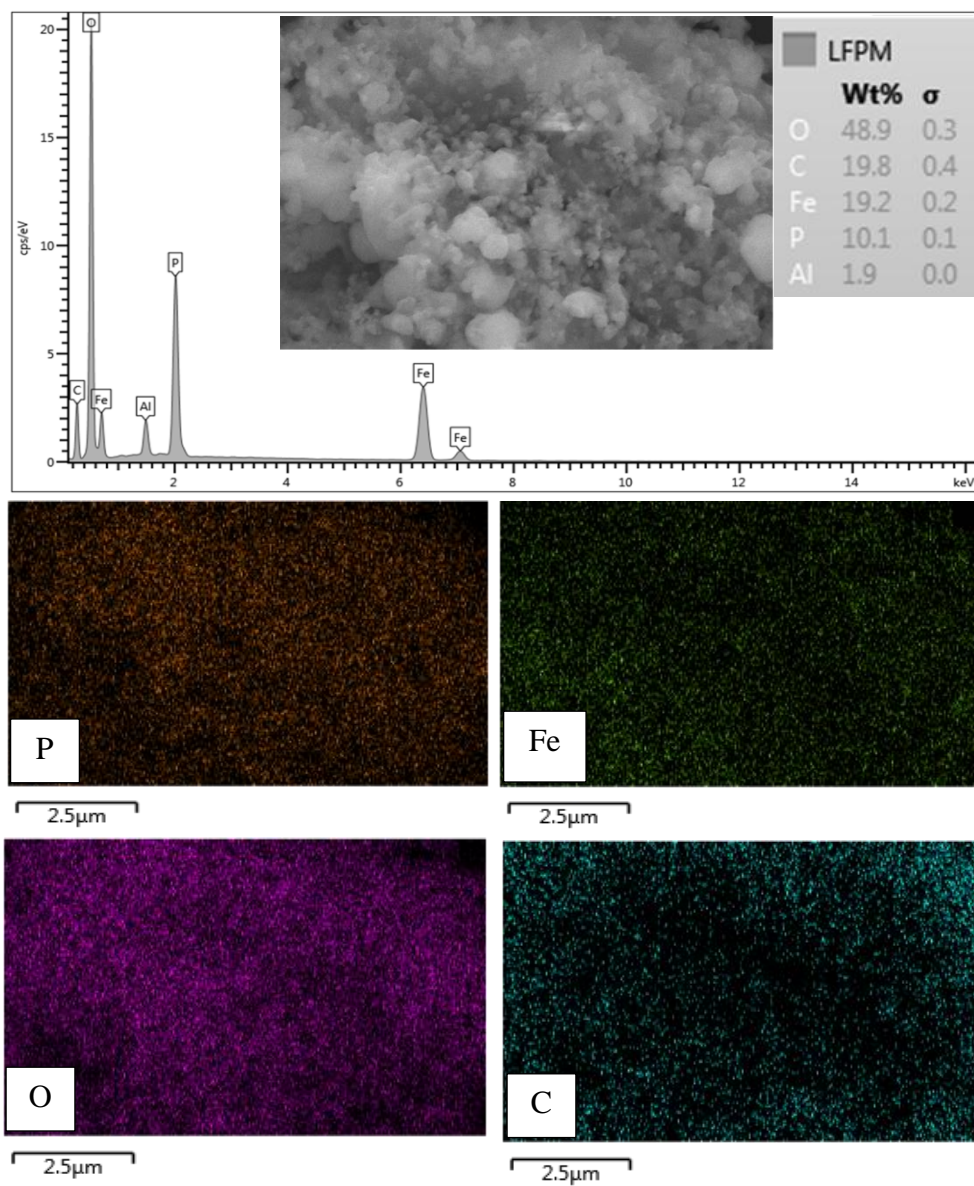 20
15
10
5
0
cps/eV
O
C
Fe
Al
P
Fe
Fe
2
4
6
8
10
12
14
keV
LFPM
Wt% σ
O 48.9 0.3
C 19.8 0.4
Fe 19.2 0.2
P 10.1 0.1
Al 1.9 0.0
P
Fe
2.5µm
2.5µm
O
C
2.5µm
2.5µm